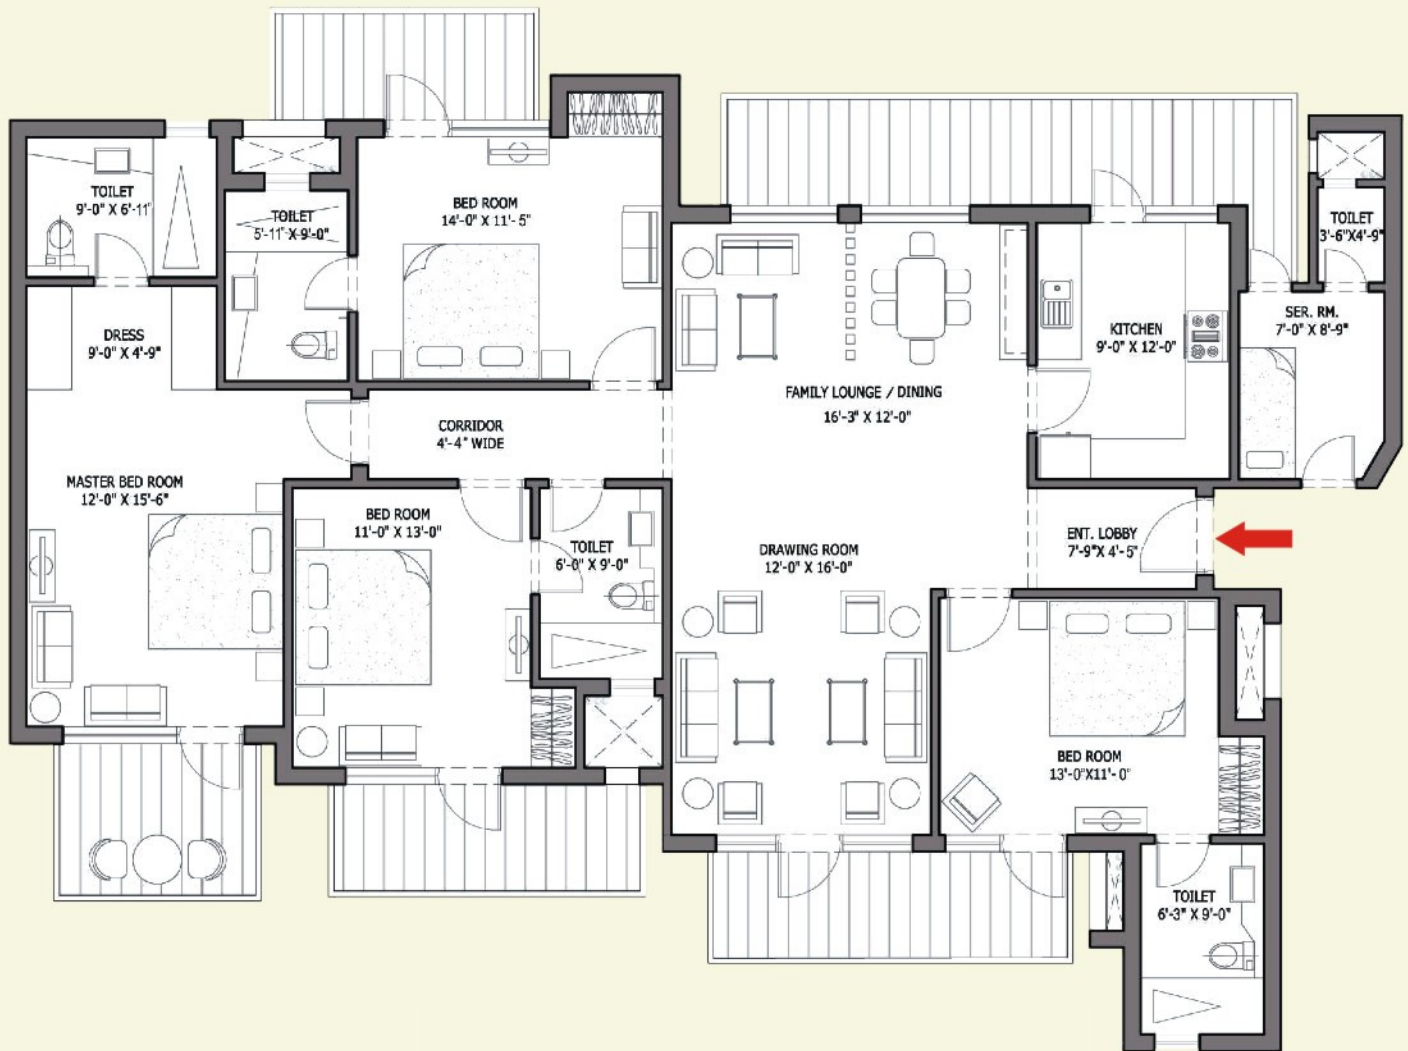 TOILET
9'-0" X 6'-11"
TOILET
5'-11" X 9'-0"
BED ROOM
14'-0" X 11'-5"
TOILET
3'-6"X4'-9"
DRESS
9'-0" X 4'-9"
KITCHEN
9'-0" X 12'-0"
SER. RM.
7'-0" X 8'-9"
FAMILY LOUNGE / DINING
16'-3" X 12'-0"
CORRIDOR
4'-4" WIDE
MASTER BED ROOM
12'-0" X 15'-6"
BED ROOM
11'-0" X 13'-0"
TOILET
6'-0" X 9'-0"
DRAWING ROOM
12'-0" X 16'-0"
ENT. LOBBY
7'-9"X 4'-5"
BED ROOM
13'-0"X11'-0"
TOILET
6'-3" X 9'-0"